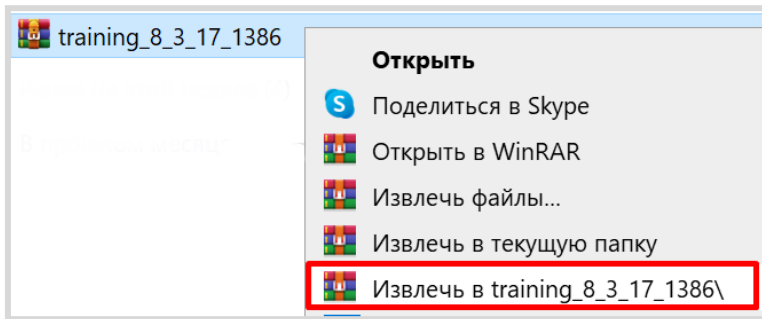 training_8_3_17_1386
Открыть
Поделиться в Skype
Открыть в WinRAR
Извлечь файлы...
Извлечь в текущую папку
Извлечь в training_8_3_17_1386\